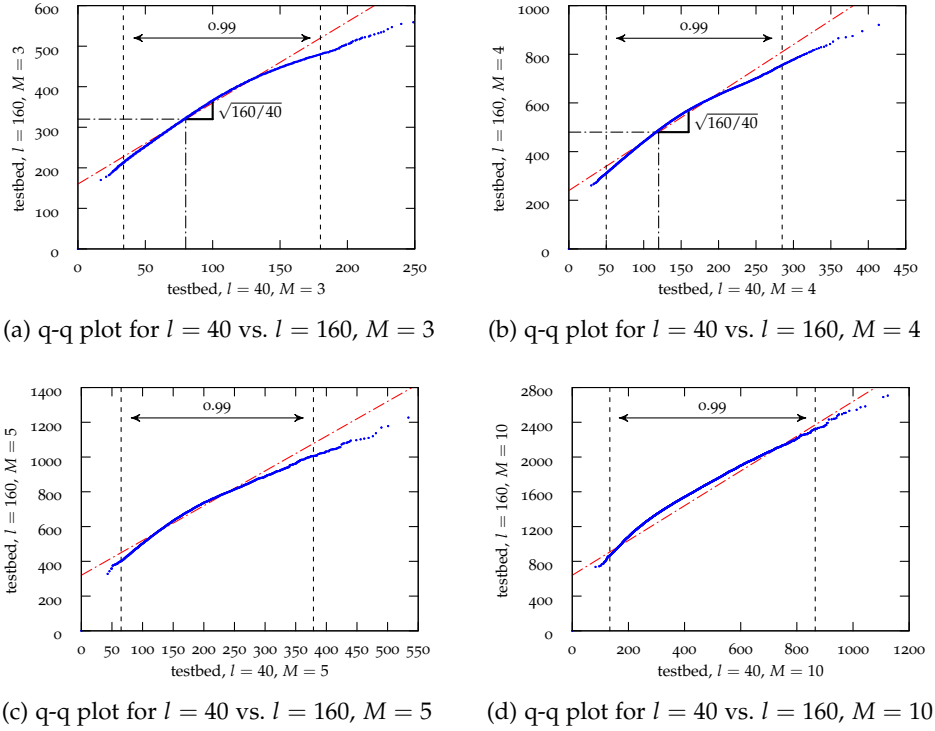 600
500
400
300
200
100
0
testbed, l = 160, M = 3
0.99
√160/40
0 50 100 150 200 250
testbed, l = 40, M = 3
(a) q-q plot for l = 40 vs. l = 160, M = 3
1000
800
600
400
200
0
testbed, l = 160, M = 4
0.99
√160/40
0 50 100 150 200 250 300 350 400 450
testbed, l = 40, M = 4
(b) q-q plot for l = 40 vs. l = 160, M = 4
1400
1200
1000
800
600
400
200
0
testbed, l = 160, M = 5
0.99
0 50 100 150 200 250 300 350 400 450 500 550
testbed, l = 40, M = 5
(c) q-q plot for l = 40 vs. l = 160, M = 5
2800
2400
2000
1600
1200
800
400
0
testbed, l = 160, M = 10
0.99
0 200 400 600 800 1000 1200
testbed, l = 40, M = 10
(d) q-q plot for l = 40 vs. l = 160, M = 10